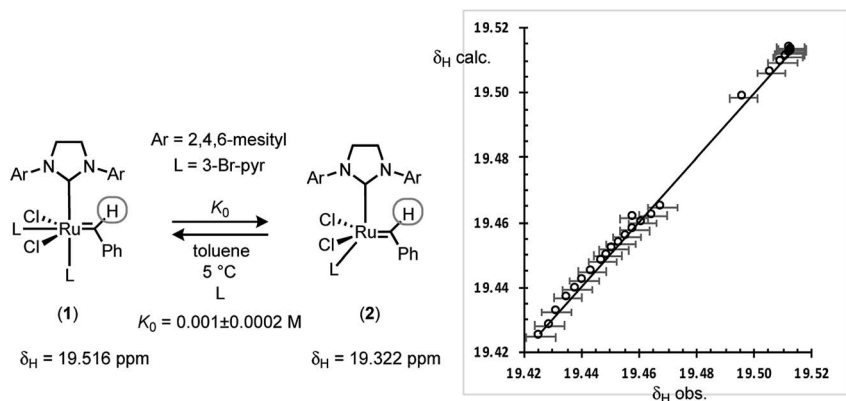 Ar = 2,4,6-mesityl
L = 3-Br-pyr
Ar N N Ar
Cl H
L Ru
Cl Ph
L
(1)
δH = 19.516 ppm
K0
toluene
5 °C
L
K0 = 0.001±0.0002 M
Ar N N Ar
Cl H
Cl Ru
L Ph
(2)
δH = 19.322 ppm
δH calc.
19.52
19.50
19.48
19.46
19.44
19.42
19.42 19.44 19.46 19.48 19.50 19.52
δH obs.